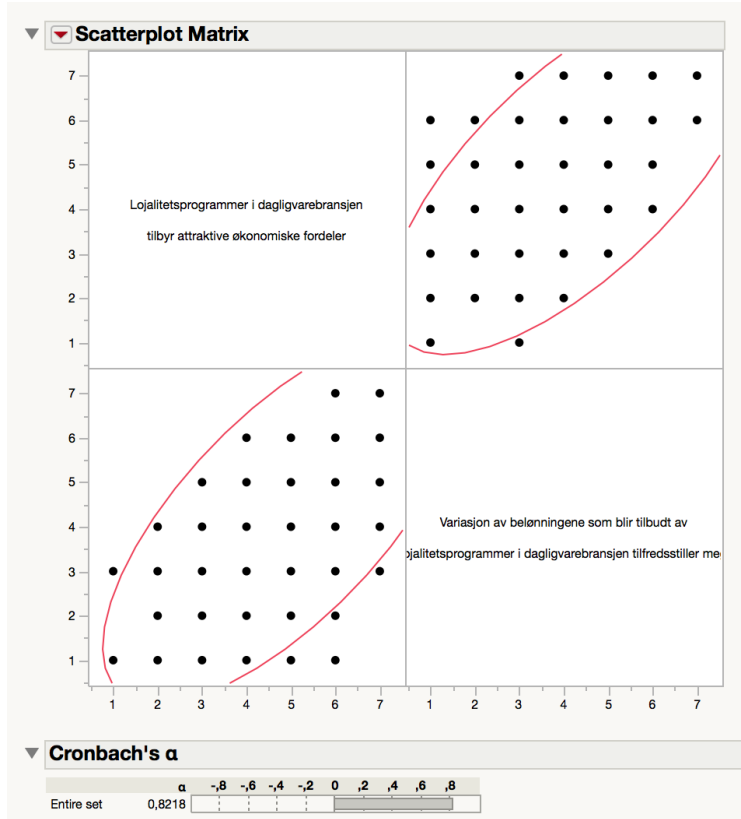 Scatterplot Matrix
7
6
5
4
3
2
1
Lojalitetsprogrammer i dagligvarebransjen
tilbyr attraktive økonomiske fordeler
7
6
5
4
3
2
1
Variasjon av belønningene som blir tilbudt av
ojalitetsprogrammer i dagligvarebransjen tilfredsstiller me
1 2 3 4 5 6 7 1 2 3 4 5 6 7
Cronbach's α
α -,8 -,6 -,4 -,2 0 ,2 ,4 ,6 ,8
Entire set 0,8218